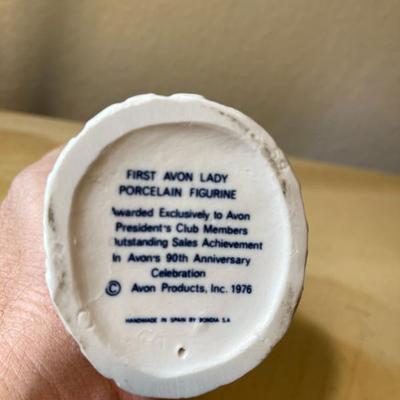 FIRST AVON LADY
PORCELAIN FIGURINE
Awarded Exclusively to Avon
President's Club Members
Outstanding Sales Achievement
In Avon's 90th Anniversary
Celebration
© Avon Products, Inc. 1976
HANDMADE IN SPAIN BY BONDIA S.A